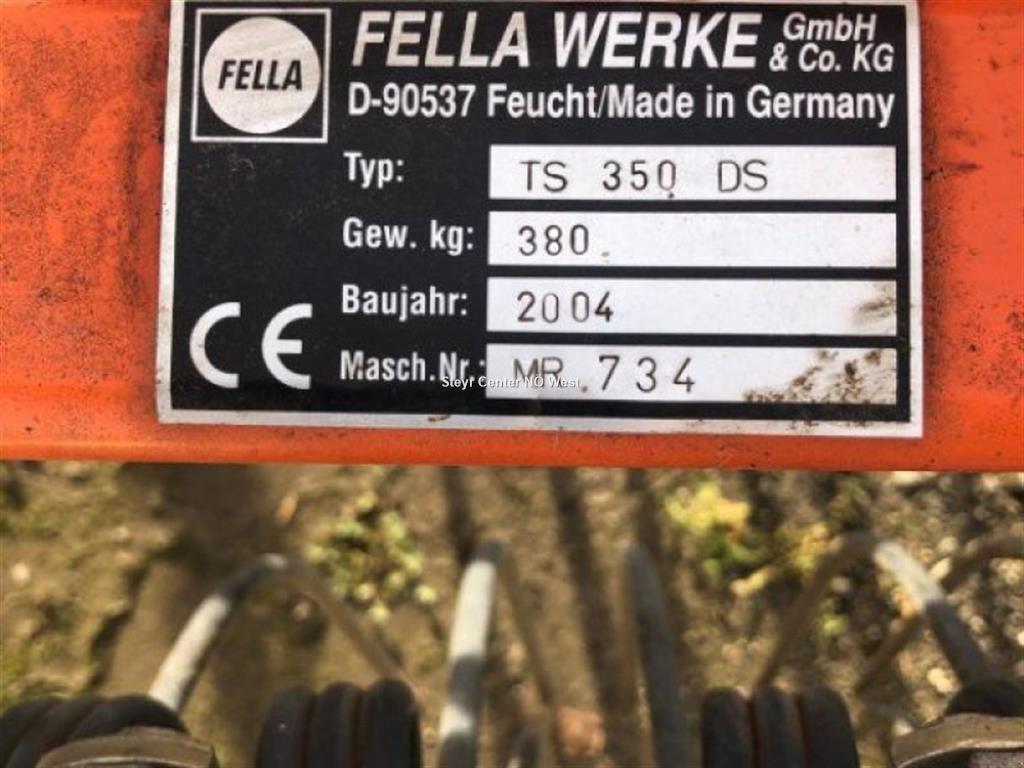 FELLA
FELLA WERKE GmbH & Co. KG
D-90537 Feucht/Made in Germany
Typ: TS 350 DS
Gew. kg: 380
Baujahr: 2004
Masch.Nr.: MR 734
CE
Steyr Center NÖ West